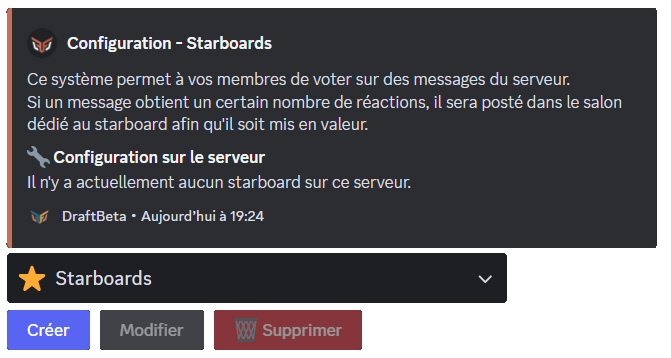 Configuration - Starboards
Ce système permet à vos membres de voter sur des messages du serveur.
Si un message obtient un certain nombre de réactions, il sera posté dans le salon
dédié au starboard afin qu'il soit mis en valeur.
Configuration sur le serveur
Il n'y a actuellement aucun starboard sur ce serveur.
DraftBeta • Aujourd’hui à 19:24
Starboards
Créer
Modifier
Supprimer